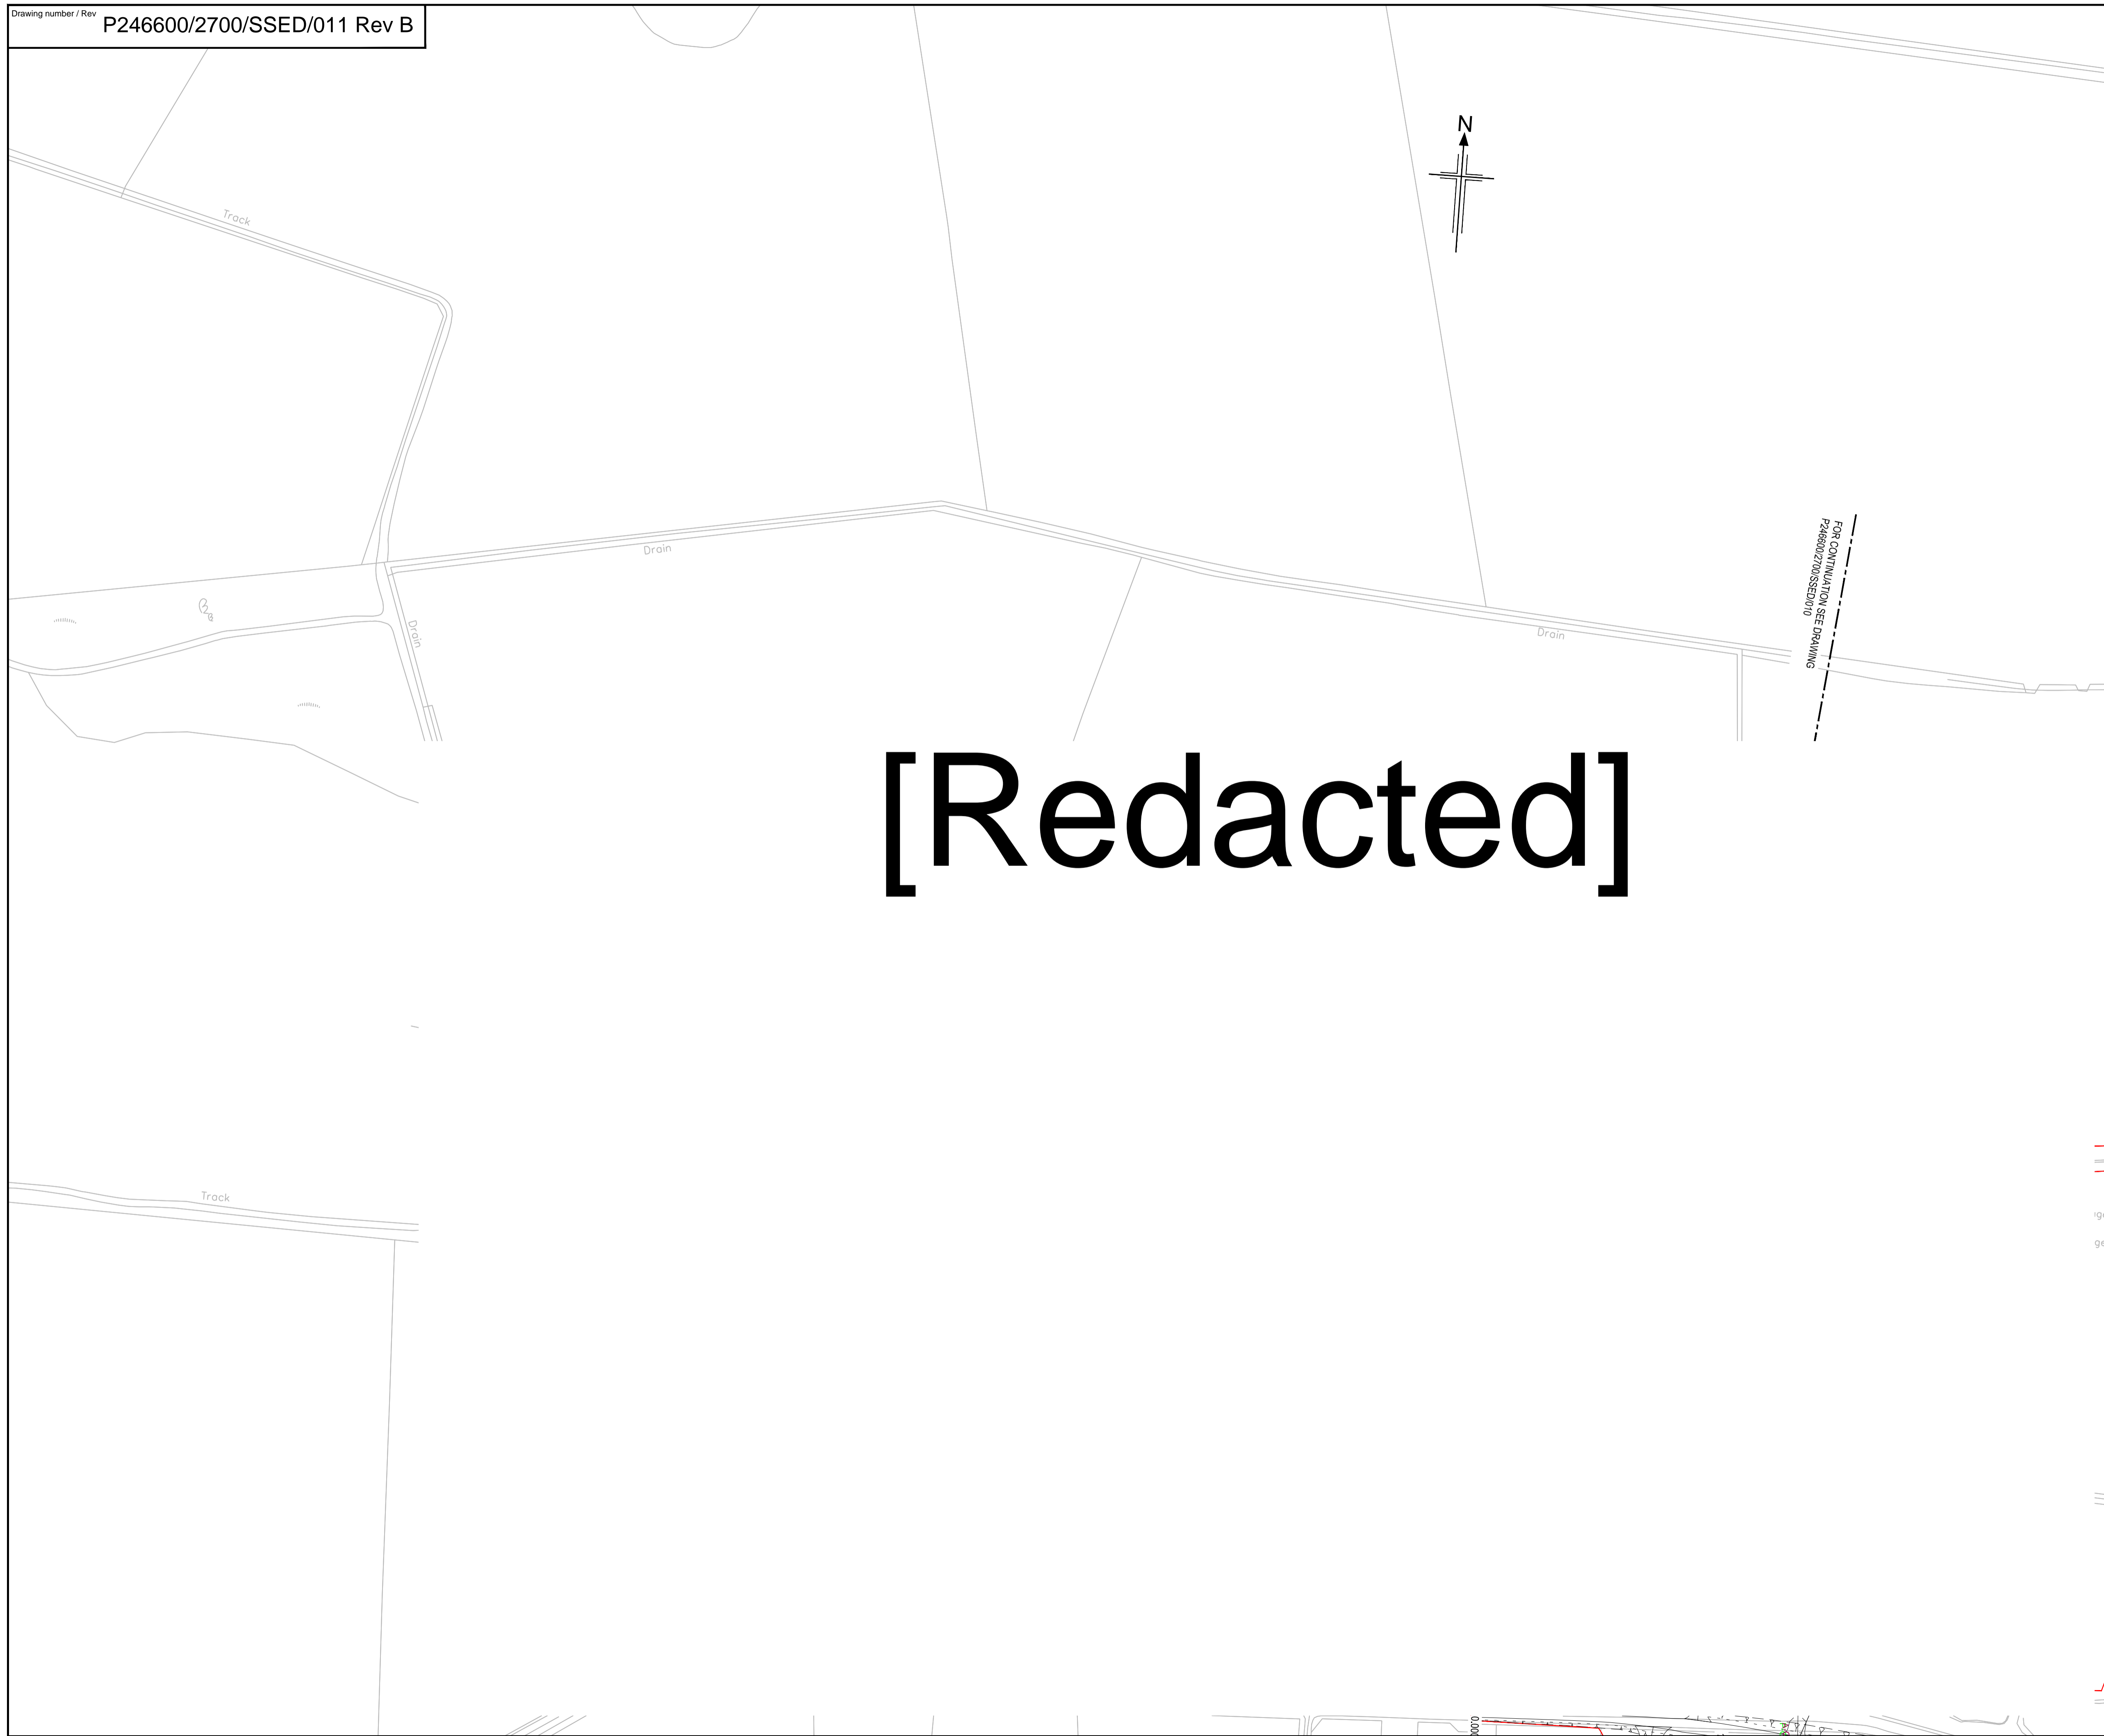 Drawing number / Rev
P246600/2700/SSED/011 Rev B
N
Track
FOR CONTINUATION SEE DRAWING
P246600/2700/SSED/010
Drain
Drain
Drain
[Redacted]
Track